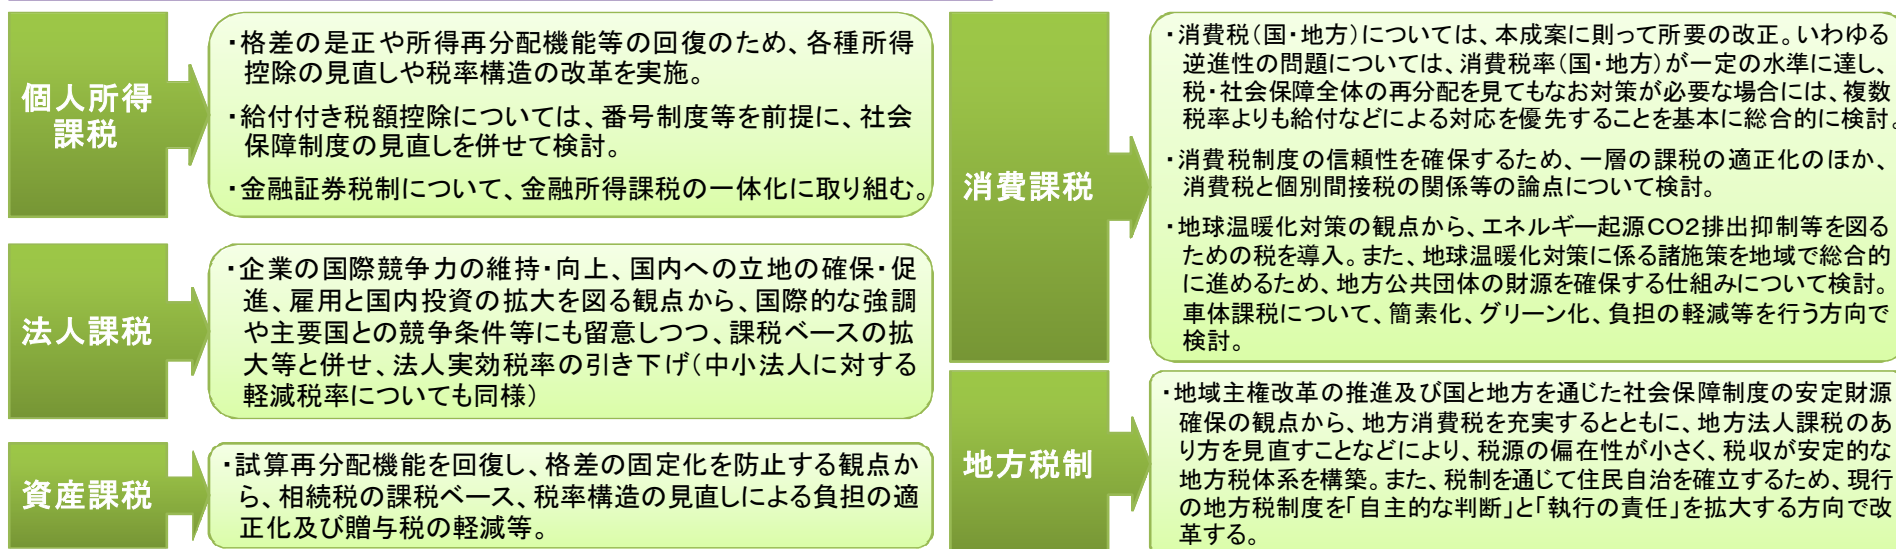 個人所得
課税
・格差の是正や所得再分配機能等の回復のため、各種所得
控除の見直しや税率構造の改革を実施。
・給付付き税額控除については、番号制度等を前提に、社会
保障制度の見直しを併せて検討。
・金融証券税制について、金融所得課税の一体化に取り組む。
法人課税
・企業の国際競争力の維持・向上、国内への立地の確保・促
進、雇用と国内投資の拡大を図る観点から、国際的な強調
や主要国との競争条件等にも留意しつつ、課税ベースの拡
大等と併せ、法人実効税率の引き下げ(中小法人に対する
軽減税率についても同様)
資産課税
・試算再分配機能を回復し、格差の固定化を防止する観点か
ら、相続税の課税ベース、税率構造の見直しによる負担の適
正化及び贈与税の軽減等。
消費課税
・消費税(国・地方)については、本成案に則って所要の改正。いわゆる
逆進性の問題については、消費税率(国・地方)が一定の水準に達し、
税・社会保障全体の再分配を見てもなお対策が必要な場合には、複数
税率よりも給付などによる対応を優先することを基本に総合的に検討。
・消費税制度の信頼性を確保するため、一層の課税の適正化のほか、
消費税と個別間接税の関係等の論点について検討。
・地球温暖化対策の観点から、エネルギー起源CO2排出抑制等を図る
ための税を導入。また、地球温暖化対策に係る諸施策を地域で総合的
に進めるため、地方公共団体の財源を確保する仕組みについて検討。
車体課税について、簡素化、グリーン化、負担の軽減等を行う方向で
検討。
地方税制
・地域主権改革の推進及び国と地方を通じた社会保障制度の安定財源
確保の観点から、地方消費税を充実するとともに、地方法人課税のあ
り方を見直すことなどにより、税源の偏在性が小さく、税収が安定的な
地方税体系を構築。また、税制を通じて住民自治を確立するため、現行
の地方税制度を「自主的な判断」と「執行の責任」を拡大する方向で改
革する。